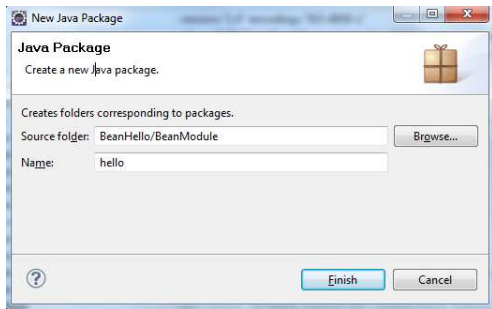 New Java Package
Java Package
Create a new Java package.
Creates folders corresponding to packages.
Source folder: BeanHello/BeanModule Browse...
Name: hello
? Finish Cancel